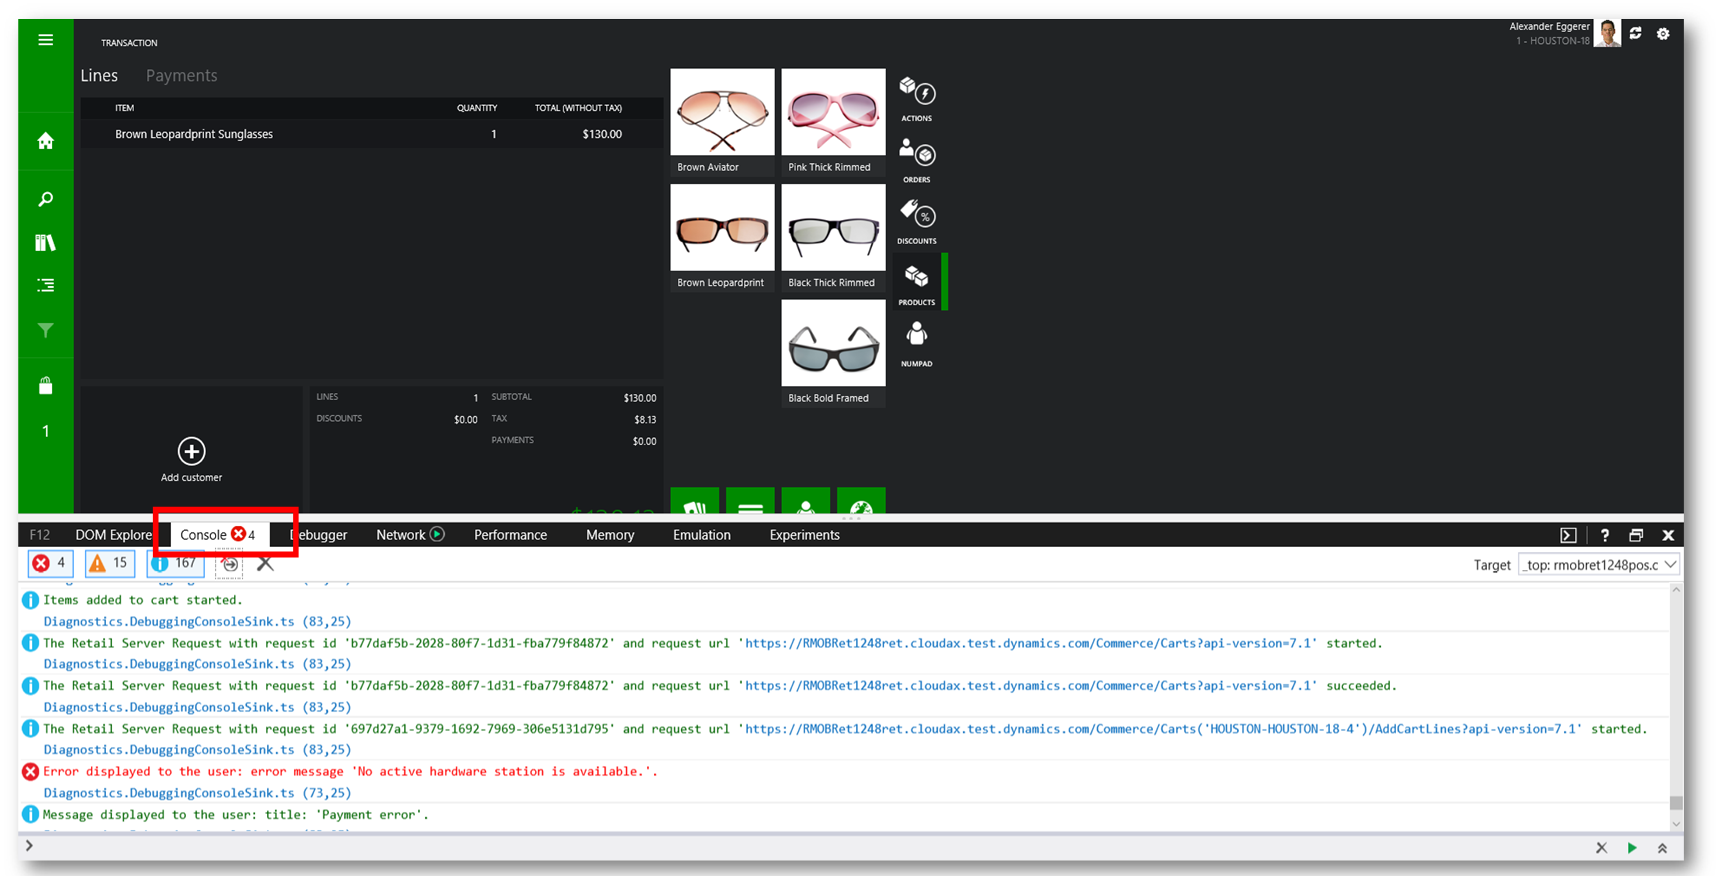 TRANSACTION
Alexander Eggerer
1 - HOUSTON-18
Lines Payments
ITEM QUANTITY TOTAL (WITHOUT TAX)
Brown Leopardprint Sunglasses 1 $130.00
Brown Aviator Pink Thick Rimmed
Brown Leopardprint Black Thick Rimmed
Black Bold Framed
ACTIONS
ORDERS
DISCOUNTS
PRODUCTS
NUMPAD
1
Add customer
LINES 1 SUBTOTAL $130.00
DISCOUNTS $0.00 TAX $8.13
PAYMENTS $0.00
F12 DOM Explore Console 4 ebugger Network Performance Memory Emulation Experiments ?
4 15 167 Target _top: rmobret1248pos.c
Items added to cart started.
Diagnostics.DebuggingConsoleSink.ts (83,25)
The Retail Server Request with request id 'b77daf5b-2028-80f7-1d31-fba779f84872' and request url 'https://RMOBRet1248ret.cloudax.test.dynamics.com/Commerce/Carts?api-version=7.1' started.
Diagnostics.DebuggingConsoleSink.ts (83,25)
The Retail Server Request with request id 'b77daf5b-2028-80f7-1d31-fba779f84872' and request url 'https://RMOBRet1248ret.cloudax.test.dynamics.com/Commerce/Carts?api-version=7.1' succeeded.
Diagnostics.DebuggingConsoleSink.ts (83,25)
The Retail Server Request with request id '697d27a1-9379-1692-7969-306e5131d795' and request url 'https://RMOBRet1248ret.cloudax.test.dynamics.com/Commerce/Carts('HOUSTON-HOUSTON-18-4')/AddCartLines?api-version=7.1' started.
Diagnostics.DebuggingConsoleSink.ts (83,25)
Error displayed to the user: error message 'No active hardware station is available.'.
Diagnostics.DebuggingConsoleSink.ts (73,25)
Message displayed to the user: title: 'Payment error'.